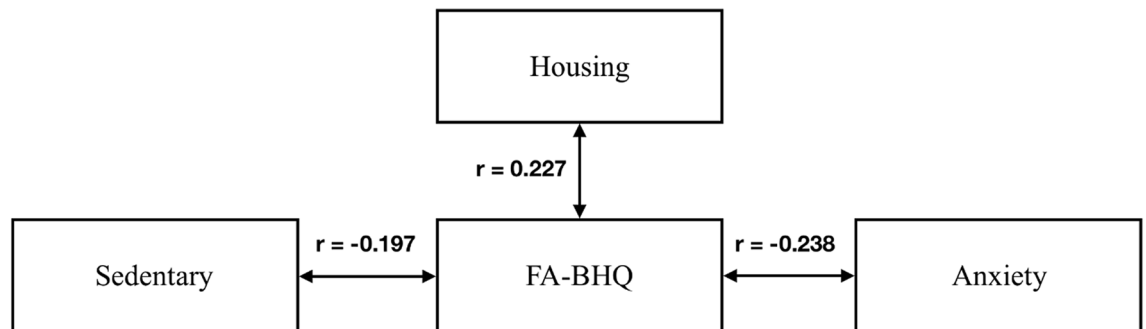 Housing
r = 0.227
r = -0.197
r = -0.238
Sedentary
FA-BHQ
Anxiety